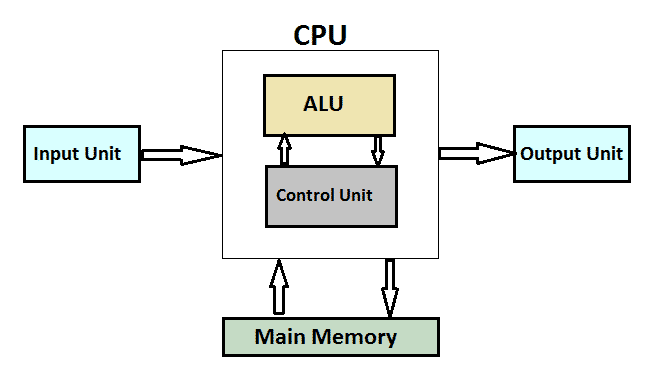 CPU
ALU
Input Unit
Output Unit
Control Unit
Main Memory